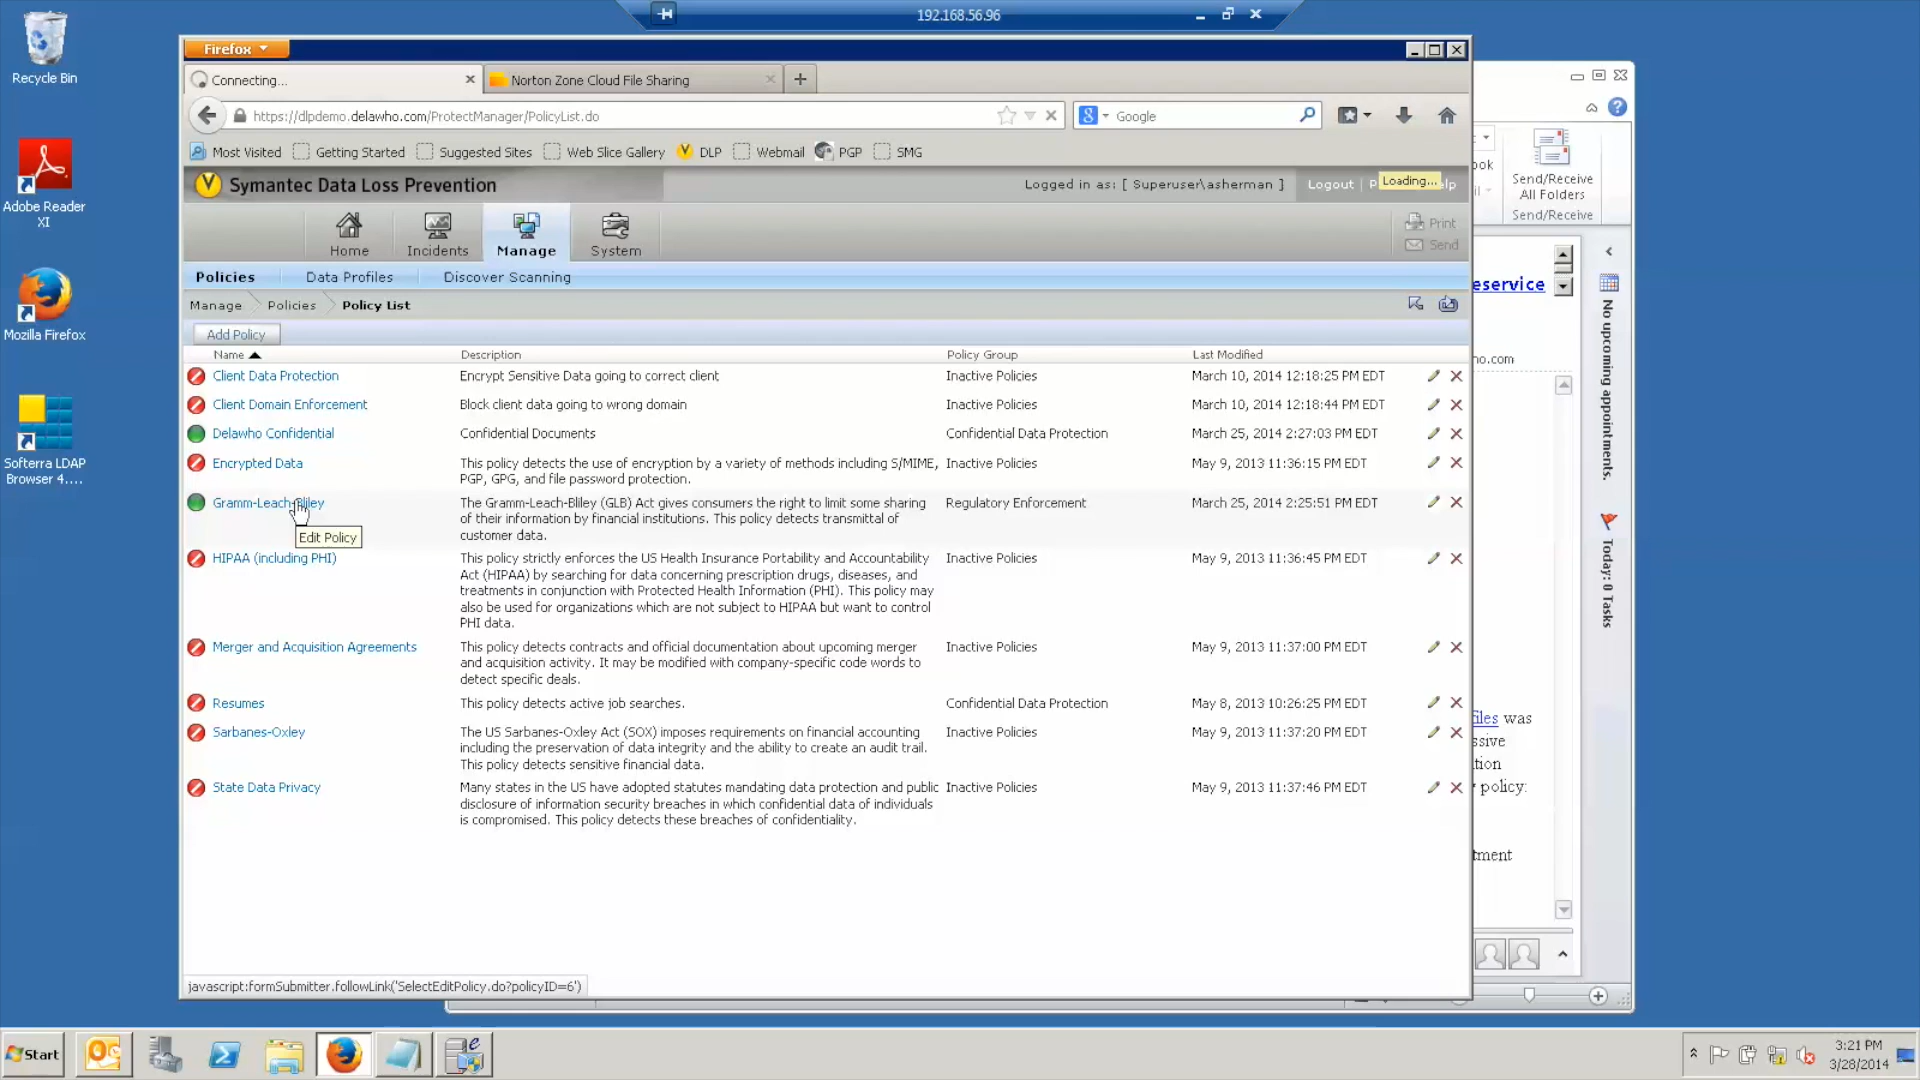 192.168.56.96
Recycle Bin
Adobe Reader
XI
Mozilla Firefox
Softerra LDAP
Browser 4....
Firefox
Connecting...
Norton Zone Cloud File Sharing
https://dlpdemo.delawho.com/ProtectManager/PolicyList.do
Google
Most Visited
Getting Started
Suggested Sites
Web Slice Gallery
DLP
Webmail
PGP
SMG
Symantec Data Loss Prevention
Logged in as: [ Superuser\asherman ]
Logout
Loading...
Home
Incidents
Manage
System
Print
Send
Policies
Data Profiles
Discover Scanning
Manage
Policies
Policy List
Add Policy
Name
Description
Policy Group
Last Modified
Client Data Protection
Encrypt Sensitive Data going to correct client
Inactive Policies
March 10, 2014 12:18:25 PM EDT
Client Domain Enforcement
Block client data going to wrong domain
Inactive Policies
March 10, 2014 12:18:44 PM EDT
Delawho Confidential
Confidential Documents
Confidential Data Protection
March 25, 2014 2:27:03 PM EDT
Encrypted Data
This policy detects the use of encryption by a variety of methods including S/MIME,
PGP, GPG, and file password protection.
Inactive Policies
May 9, 2013 11:36:15 PM EDT
Gramm-Leach-Bliley
The Gramm-Leach-Bliley (GLB) Act gives consumers the right to limit some sharing
of their information by financial institutions. This policy detects transmittal of
customer data.
Regulatory Enforcement
March 25, 2014 2:25:51 PM EDT
Edit Policy
HIPAA (including PHI)
This policy strictly enforces the US Health Insurance Portability and Accountability
Act (HIPAA) by searching for data concerning prescription drugs, diseases, and
treatments in conjunction with Protected Health Information (PHI). This policy may
also be used for organizations which are not subject to HIPAA but want to control
PHI data.
Inactive Policies
May 9, 2013 11:36:45 PM EDT
Merger and Acquisition Agreements
This policy detects contracts and official documentation about upcoming merger
and acquisition activity. It may be modified with company-specific code words to
detect specific deals.
Inactive Policies
May 9, 2013 11:37:00 PM EDT
Resumes
This policy detects active job searches.
Confidential Data Protection
May 8, 2013 10:26:25 PM EDT
Sarbanes-Oxley
The US Sarbanes-Oxley Act (SOX) imposes requirements on financial accounting
including the preservation of data integrity and the ability to create an audit trail.
This policy detects sensitive financial data.
Inactive Policies
May 9, 2013 11:37:20 PM EDT
State Data Privacy
Many states in the US have adopted statutes mandating data protection and public
disclosure of information security breaches in which confidential data of individuals
is compromised. This policy detects these breaches of confidentiality.
Inactive Policies
May 9, 2013 11:37:46 PM EDT
javascript:formSubmitter.followLink('SelectEditPolicy.do?policyID=6')
ook
Send/Receive
All Folders
Send/Receive
eservice
ho.com
files was
ssive
tion
policy:
tment
No upcoming appointments.
Today: 0 Tasks
Start
3:21 PM
3/28/2014